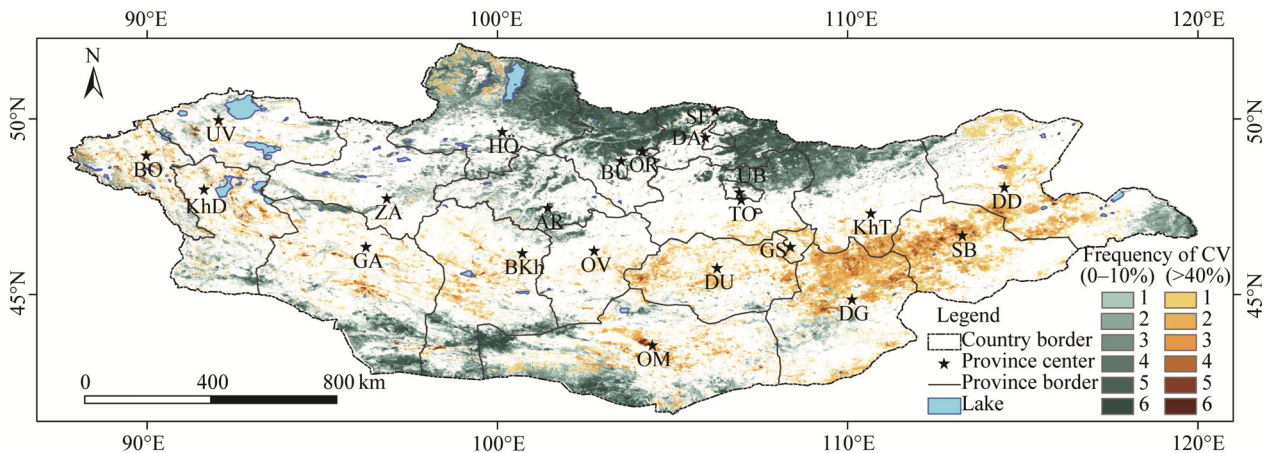 90°E 100°E 110°E 120°E
N
50°N 50°N
SE
DA
UV
HÖ
OR
BO
BU
UB
KhD
ZA
TO
DD
AR
KhT
GA
BKh
OV
GS
SB
DU
45°N 45°N
DG
OM
Frequency of CV
(0–10%) (>40%)
1 1
2 2
3 3
4 4
5 5
6 6
Legend
Country border
Province center
Province border
Lake
0 400 800 km
90°E 100°E 110°E 120°E